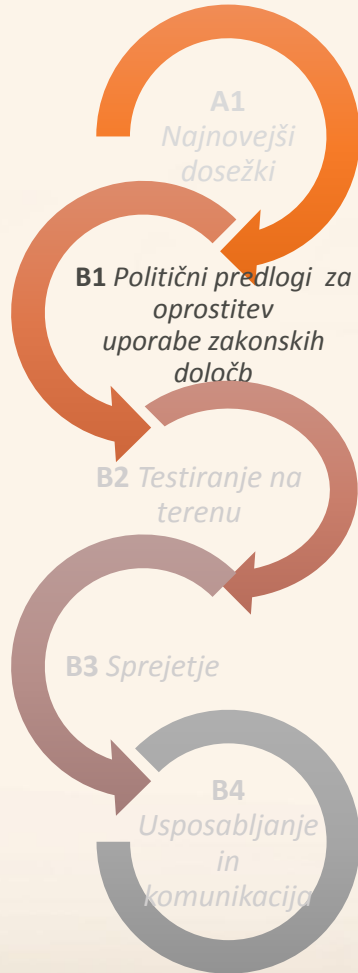 A1
Najnovejši
dosežki
B1 Politični predlogi za
oprostitev
uporabe zakonskih
določb
B2 Testiranje na
terenu
B3 Sprejetje
B4
Usposabljanje
in
komunikacija